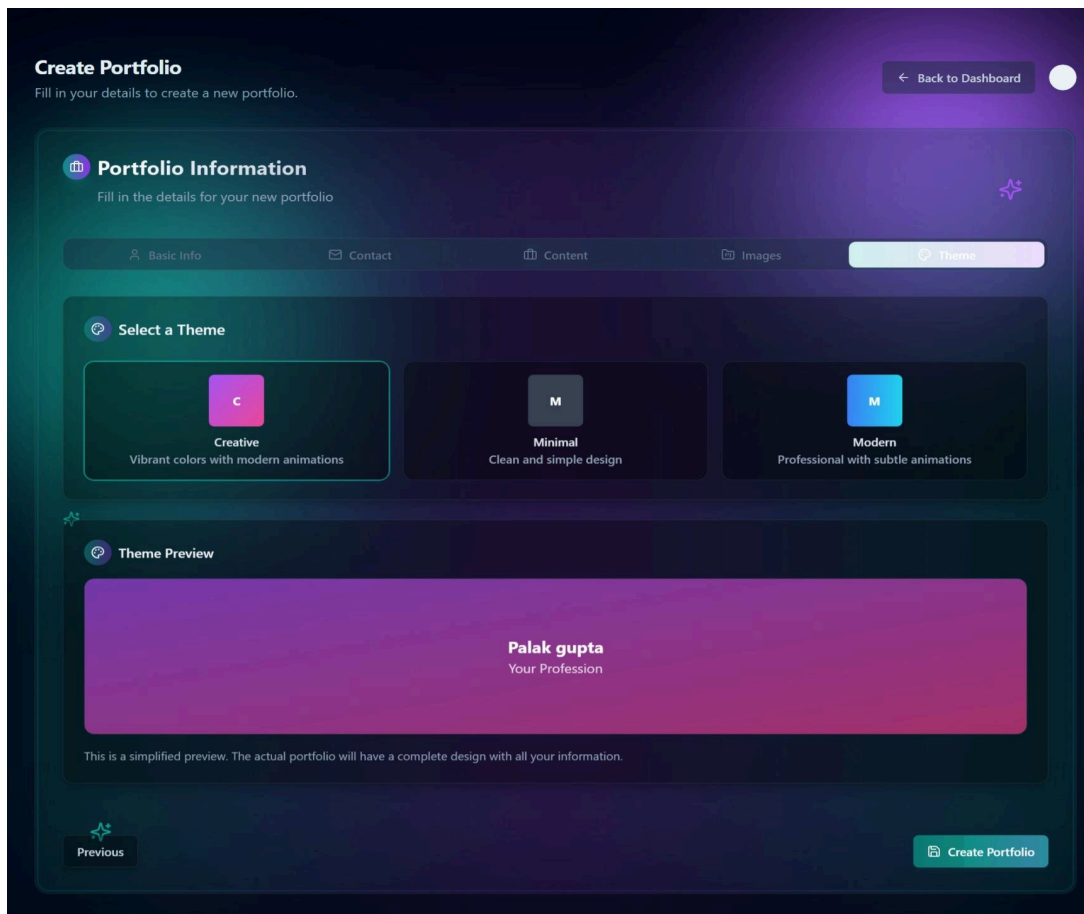 Create Portfolio
Fill in your details to create a new portfolio.
Back to Dashboard
Portfolio Information
Fill in the details for your new portfolio
Basic Info
Contact
Content
Images
Theme
Select a Theme
C
Creative
Vibrant colors with modern animations
M
Minimal
Clean and simple design
M
Modern
Professional with subtle animations
Theme Preview
Palak gupta
Your Profession
This is a simplified preview. The actual portfolio will have a complete design with all your information.
Previous
Create Portfolio